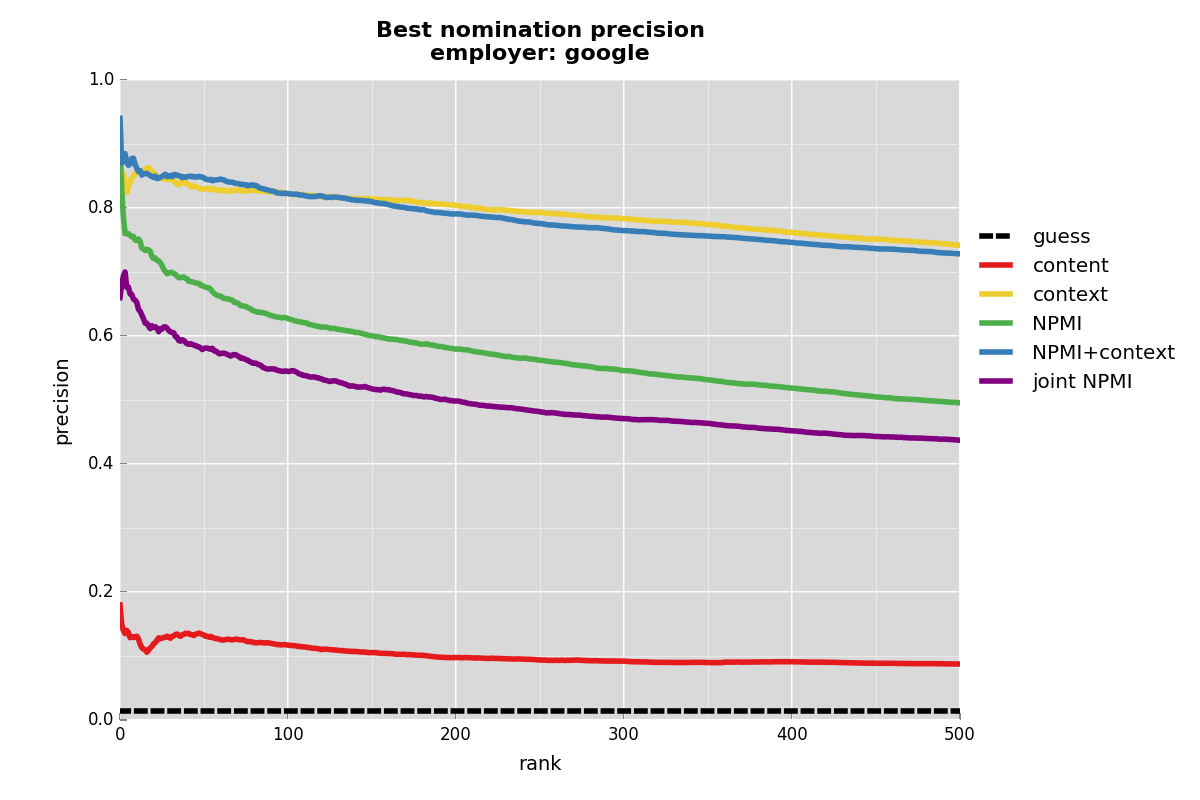 Best nomination precision
employer: google
precision
1.0
0.8
0.6
0.4
0.2
0.0
0
100
200
300
400
500
rank
guess
content
context
NPMI
NPMI+context
joint NPMI